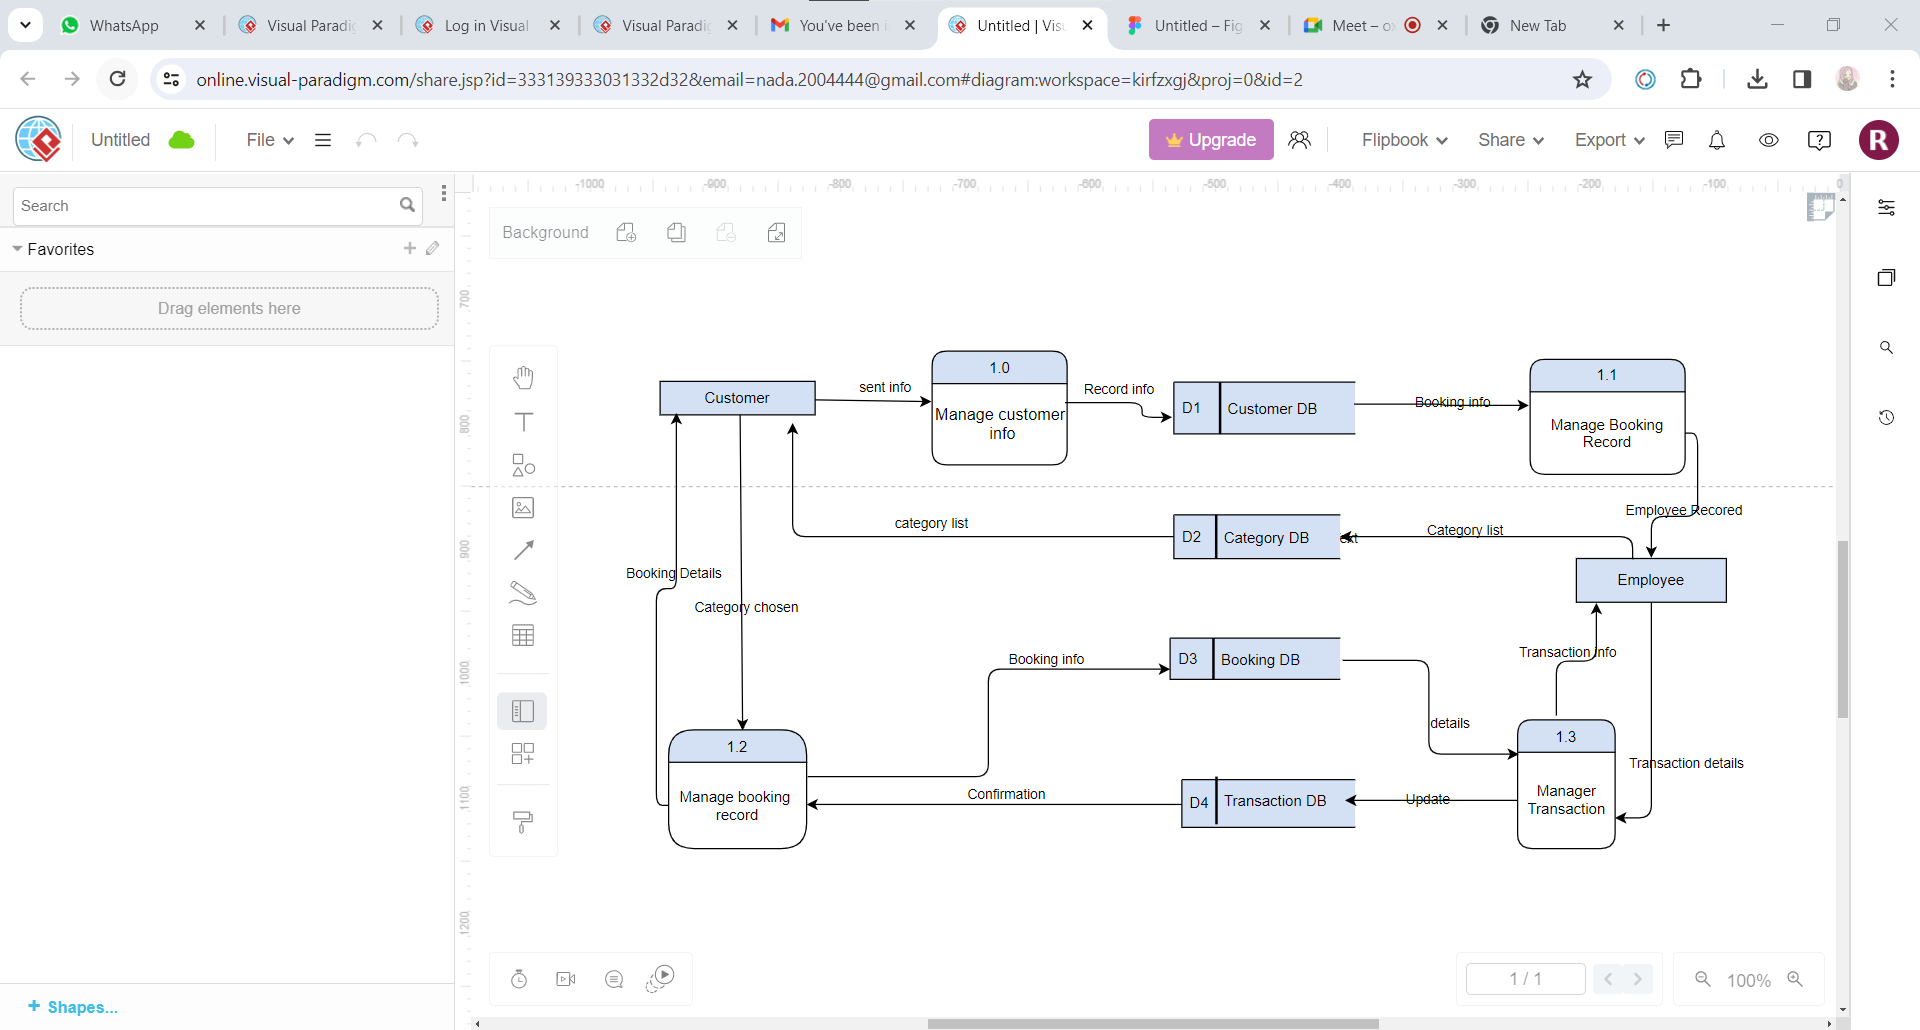 WhatsApp
Visual Paradig
Log in Visual
Visual Paradig
You've been i
Untitled | Vis
Untitled – Fig
Meet – ox
New Tab
online.visual-paradigm.com/share.jsp?id=333139333031332d32&email=nada.2004444@gmail.com#diagram:workspace=kirfzxgj&proj=0&id=2
Untitled
File
Upgrade
Flipbook
Share
Export
R
Search
Favorites
Drag elements here
-1000 -900 -800 -700 -600 -500 -400 -300 -200 -100 0
Background
700
800
900
1000
1100
1200
Customer
sent info
1.0
Manage customer
info
Record info
D1 Customer DB
Booking info
1.1
Manage Booking
Record
Employee Recored
category list
D2 Category DB
Category list
Employee
Booking Details
Category chosen
Booking info
D3 Booking DB
Transaction info
details
1.2
Manage booking
record
Confirmation
D4 Transaction DB
Update
1.3
Manager
Transaction
Transaction details
1 / 1
100%
+ Shapes...